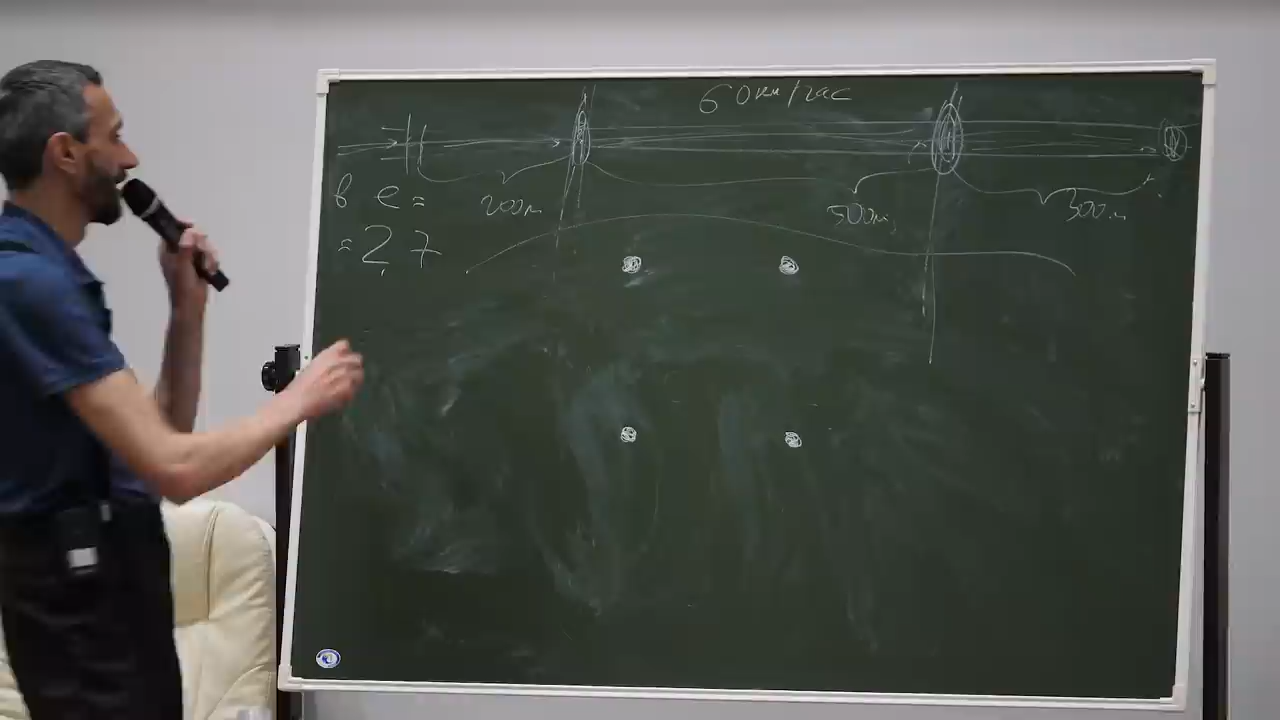 60 км/час
в e =
200м
500м
300м
= 2,7